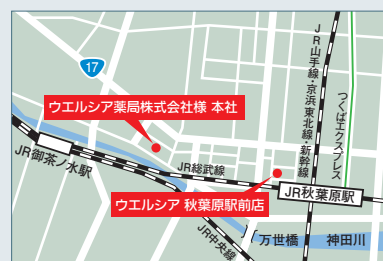 17
ウエルシア薬局株式会社様 本社
JR山手線・京浜東北線・新幹線
つくばエクスプレス
JR御茶ノ水駅
JR総武線
JR秋葉原駅
ウエルシア 秋葉原駅前店
JR中央線
万世橋
神田川